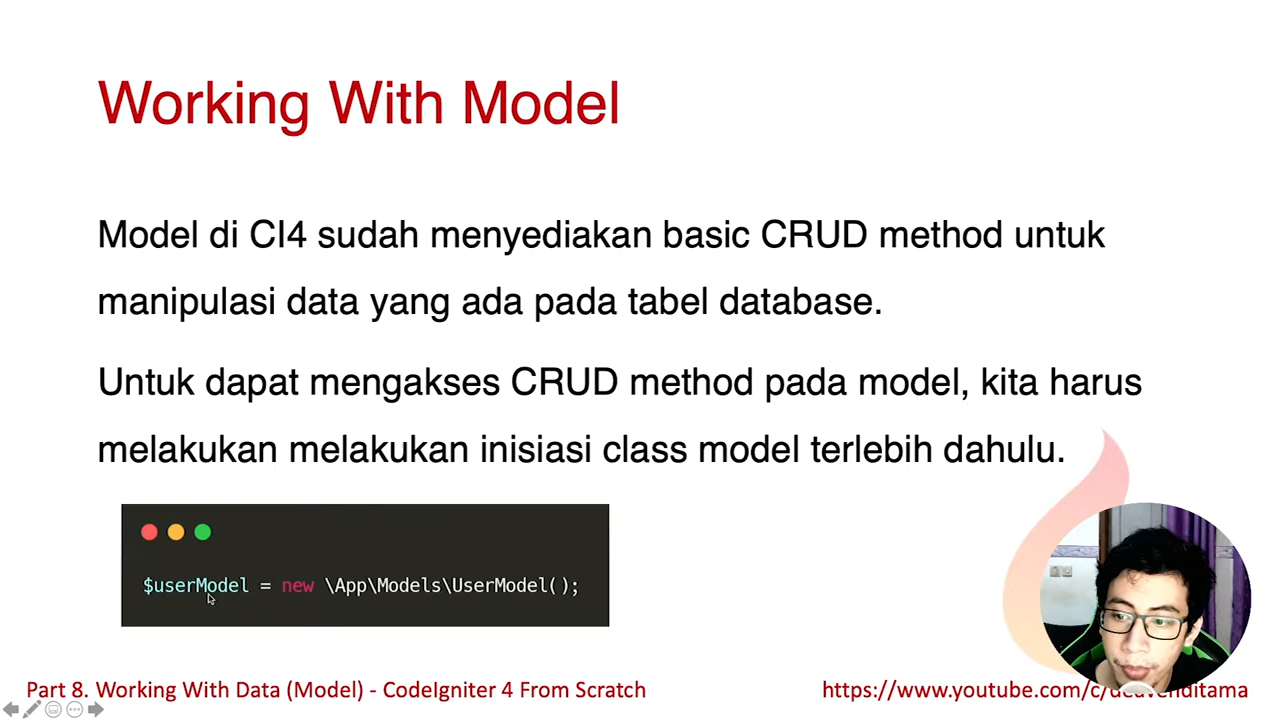 Working With Model
Model di CI4 sudah menyediakan basic CRUD method untuk
manipulasi data yang ada pada tabel database.
Untuk dapat mengakses CRUD method pada model, kita harus
melakukan melakukan inisiasi class model terlebih dahulu.
$userModel = new \App\Models\UserModel();
Part 8. Working With Data (Model) - CodeIgniter 4 From Scratch